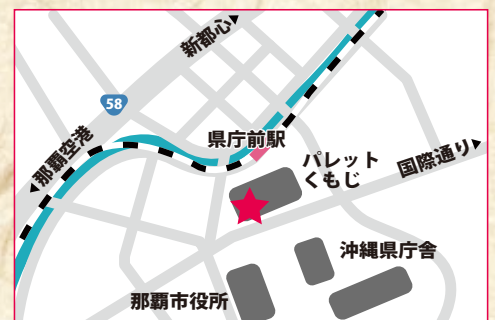 新都心
58
那覇空港
県庁前駅
パレット
くもじ
国際通り
沖縄県庁舎
那覇市役所